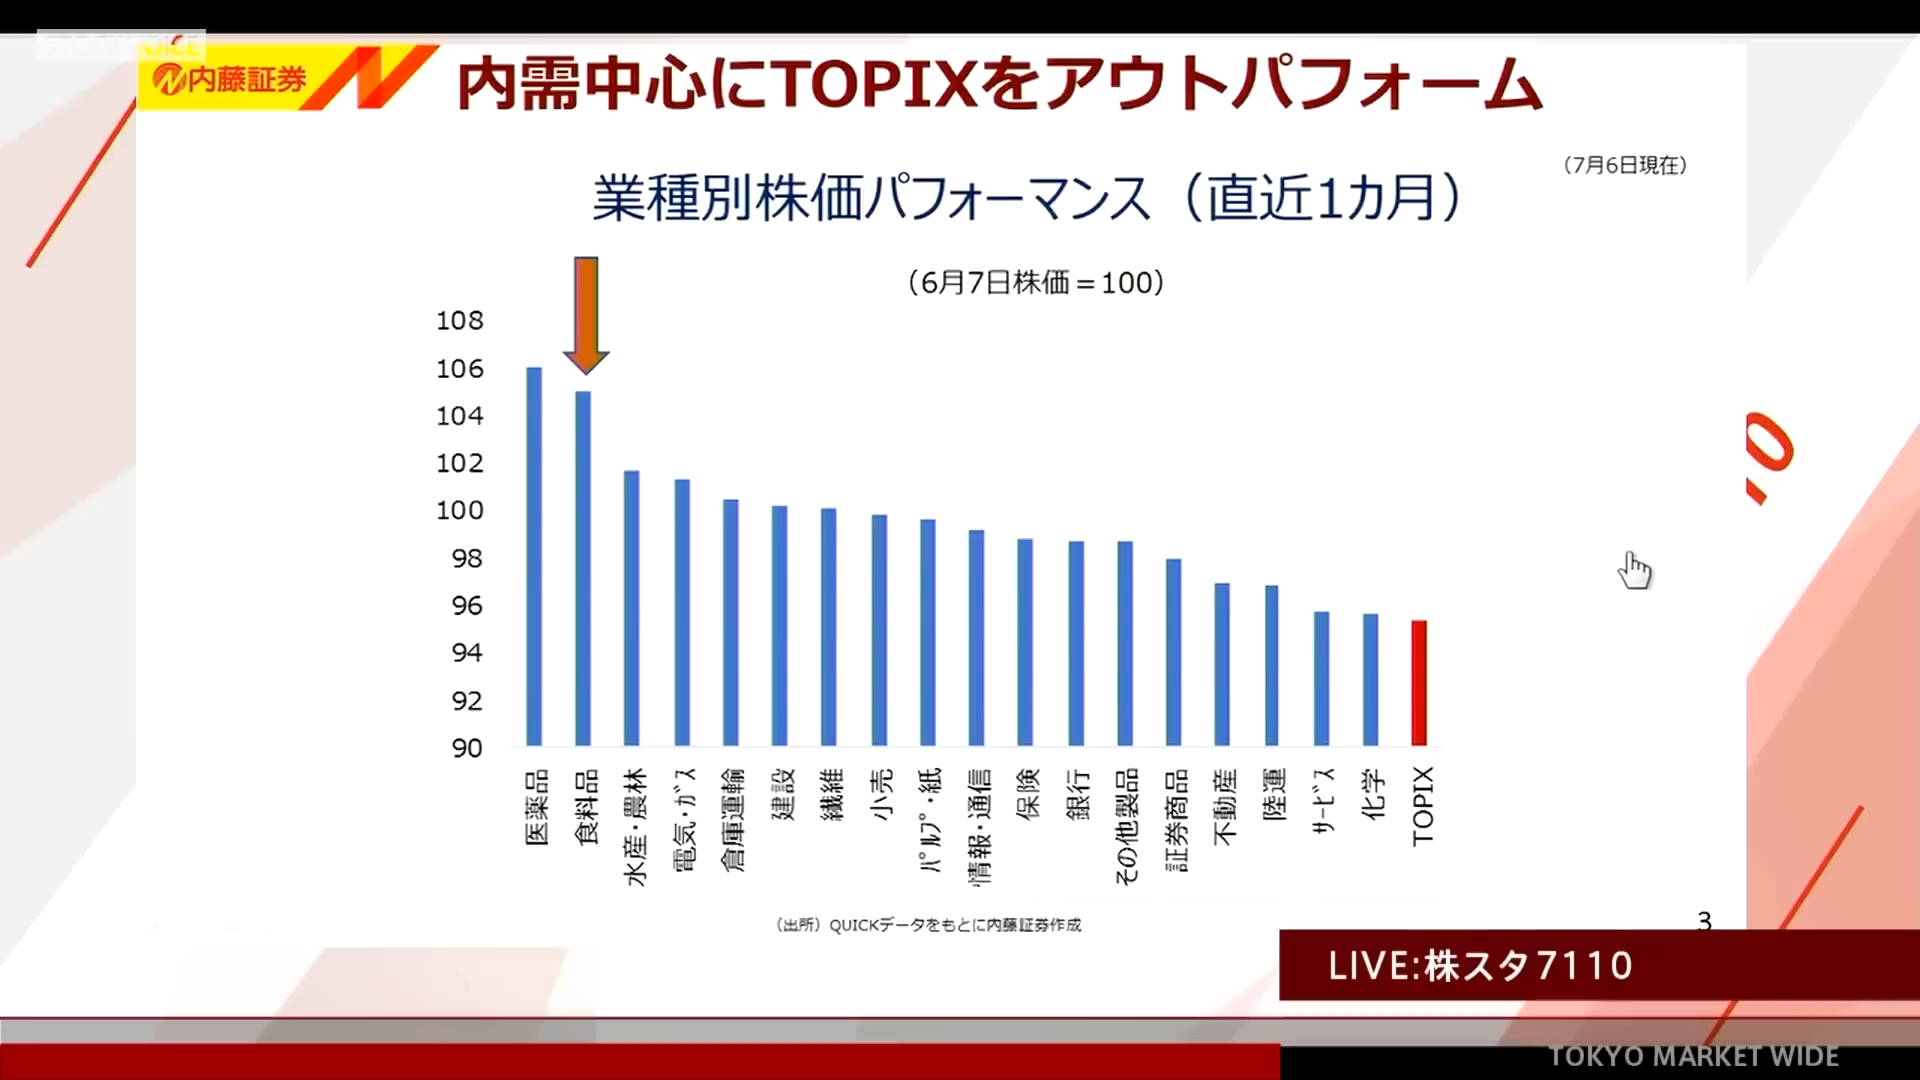 内藤証券
内需中心にTOPIXをアウトパフォーム
（7月6日現在）
業種別株価パフォーマンス（直近1カ月）
（6月7日株価＝100）
108
106
104
102
100
98
96
94
92
90
医薬品
食料品
水産・農林
電気・ｶﾞｽ
倉庫運輸
建設
繊維
小売
ﾊﾟﾙﾌﾟ・紙
情報・通信
保険
銀行
その他製品
証券商品
不動産
陸運
ｻｰﾋﾞｽ
化学
TOPIX
（出所）QUICKデータをもとに内藤証券作成
3
10
LIVE:株スタ7110
TOKYO MARKET WIDE